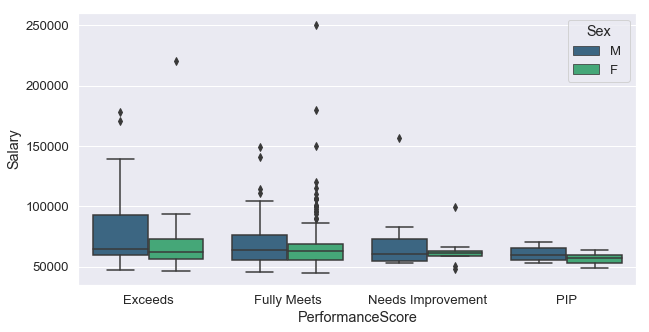 250000
200000
150000
100000
50000
Salary
Sex
M
F
Exceeds
Fully Meets
Needs Improvement
PIP
PerformanceScore